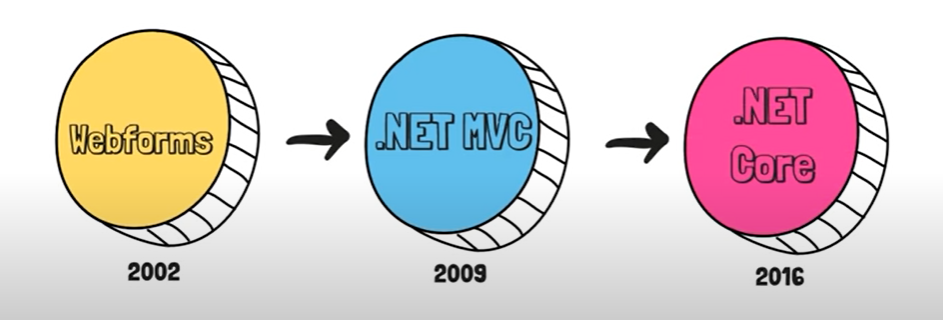 Webforms
.NET MVC
.NET
Core
2002
2009
2016